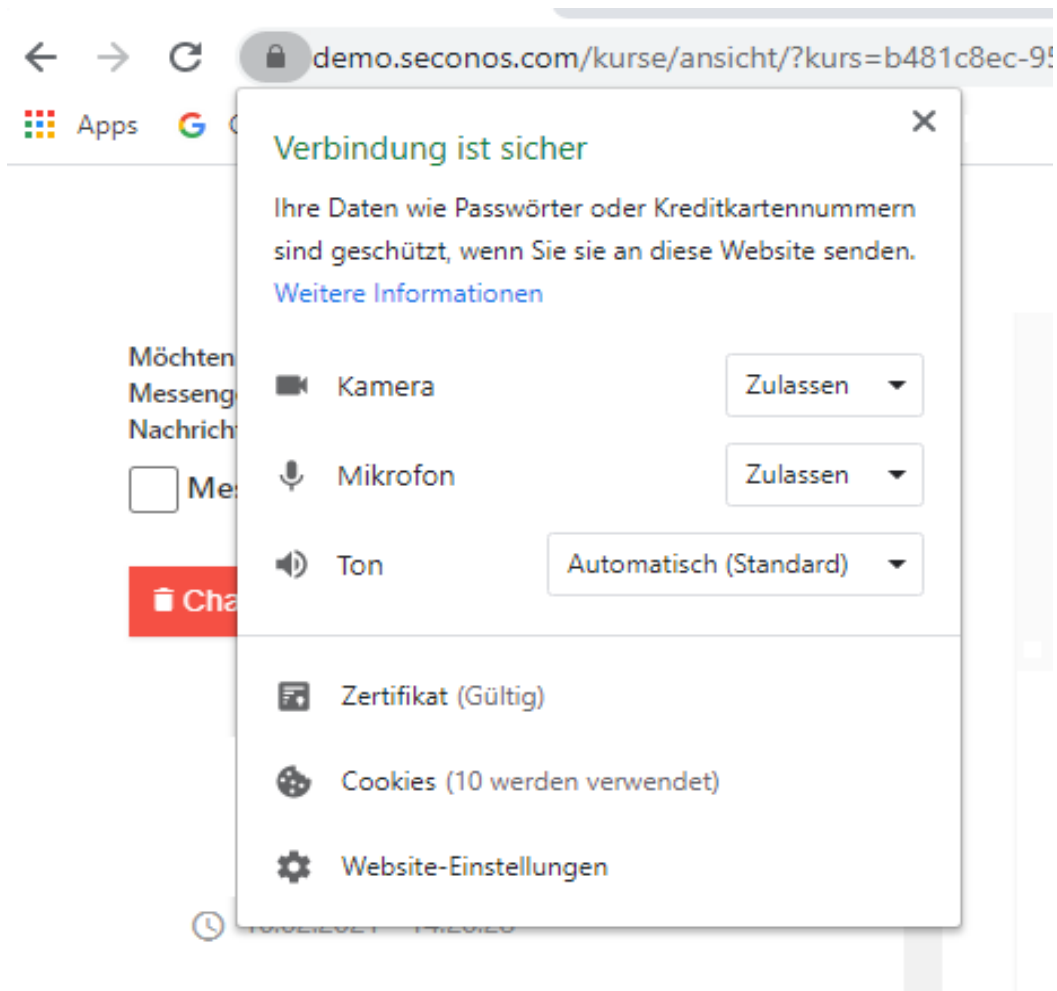 demo.seconos.com/kurse/ansicht/?kurs=b481c8ec-95
Apps
Verbindung ist sicher
Ihre Daten wie Passwörter oder Kreditkartennummern
sind geschützt, wenn Sie sie an diese Website senden.
Weitere Informationen
Möchten
Kamera Zulassen
Mikrofon Zulassen
Ton Automatisch (Standard)
Zertifikat (Gültig)
Cookies (10 werden verwendet)
Website-Einstellungen